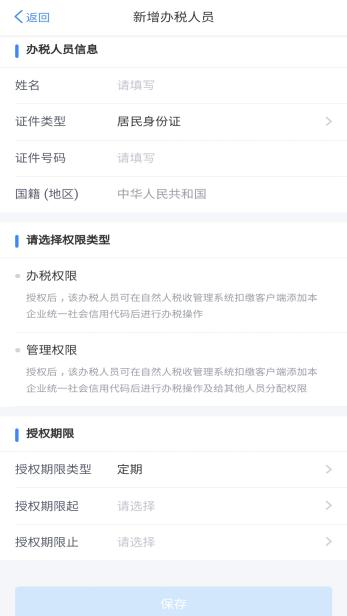 返回 新增办税人员
办税人员信息
姓名 请填写
证件类型 居民身份证
证件号码 请填写
国籍 (地区) 中华人民共和国
请选择权限类型
办税权限
授权后，该办税人员可在自然人税收管理系统扣缴客户端添加本
企业统一社会信用代码后进行办税操作
管理权限
授权后，该办税人员可在自然人税收管理系统扣缴客户端添加本
企业统一社会信用代码后进行办税操作及给其他人员分配权限
授权期限
授权期限类型 定期
授权期限起 请选择
授权期限止 请选择
保存